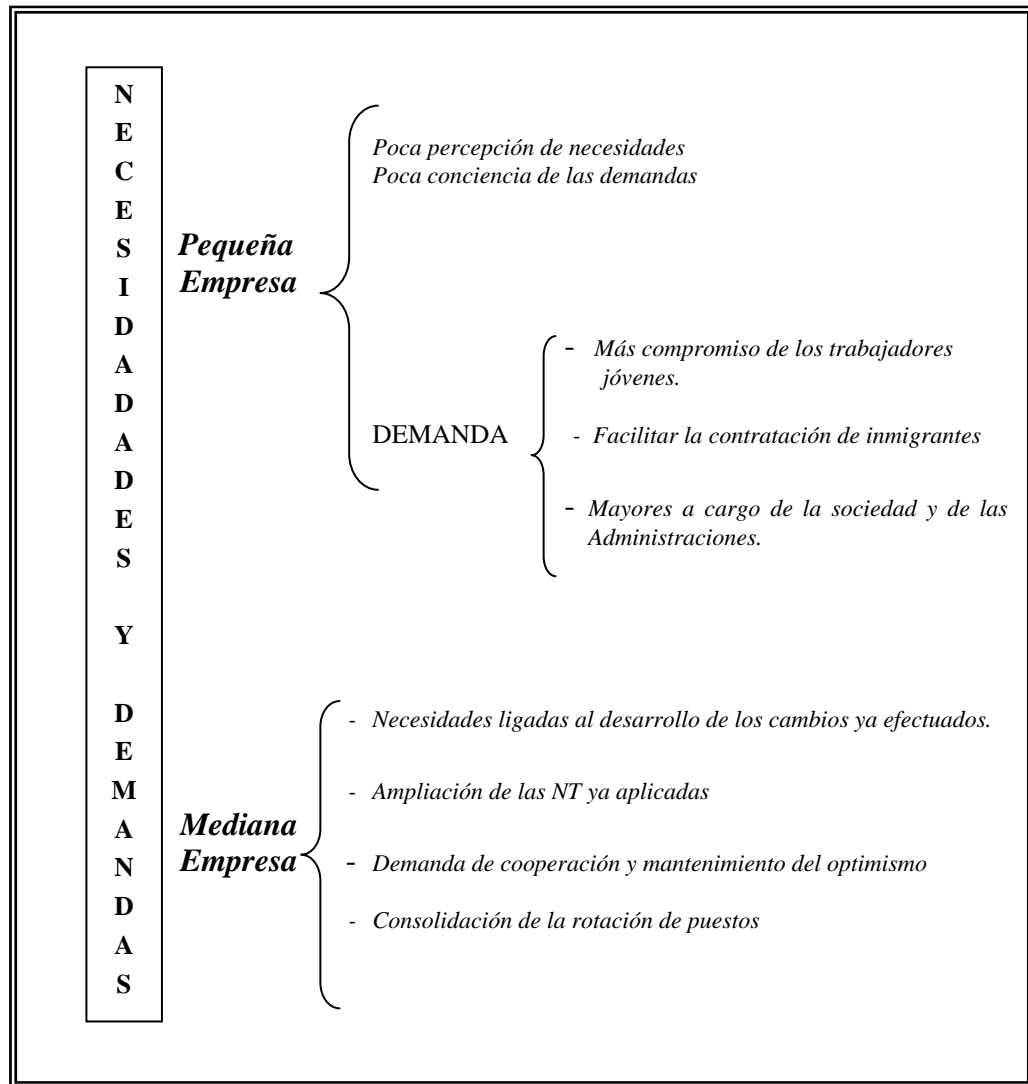 NECESIDADADES Y DEMANDAS
Pequeña
Empresa
Poca percepción de necesidades
Poca conciencia de las demandas
DEMANDA
- Más compromiso de los trabajadores
jóvenes.
- Facilitar la contratación de inmigrantes
- Mayores a cargo de la sociedad y de las
Administraciones.
Mediana
Empresa
- Necesidades ligadas al desarrollo de los cambios ya efectuados.
- Ampliación de las NT ya aplicadas
- Demanda de cooperación y mantenimiento del optimismo
- Consolidación de la rotación de puestos